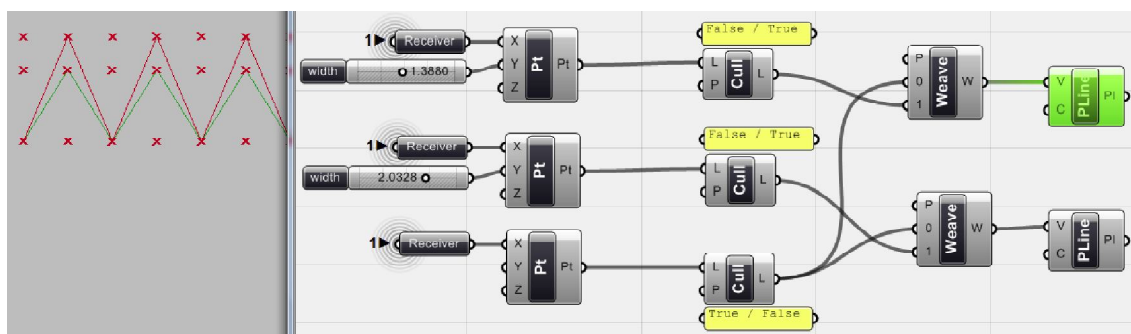 False / True
1 Receiver X Y Z Pt Pt
width 1.3880
L P Cull L
P 0 1 Weave W
V C PLine Pl
False / True
1 Receiver X Y Z Pt Pt
width 2.0328
L P Cull L
P 0 1 Weave W
V C PLine Pl
1 Receiver X Y Z Pt Pt
L P Cull L
True / False